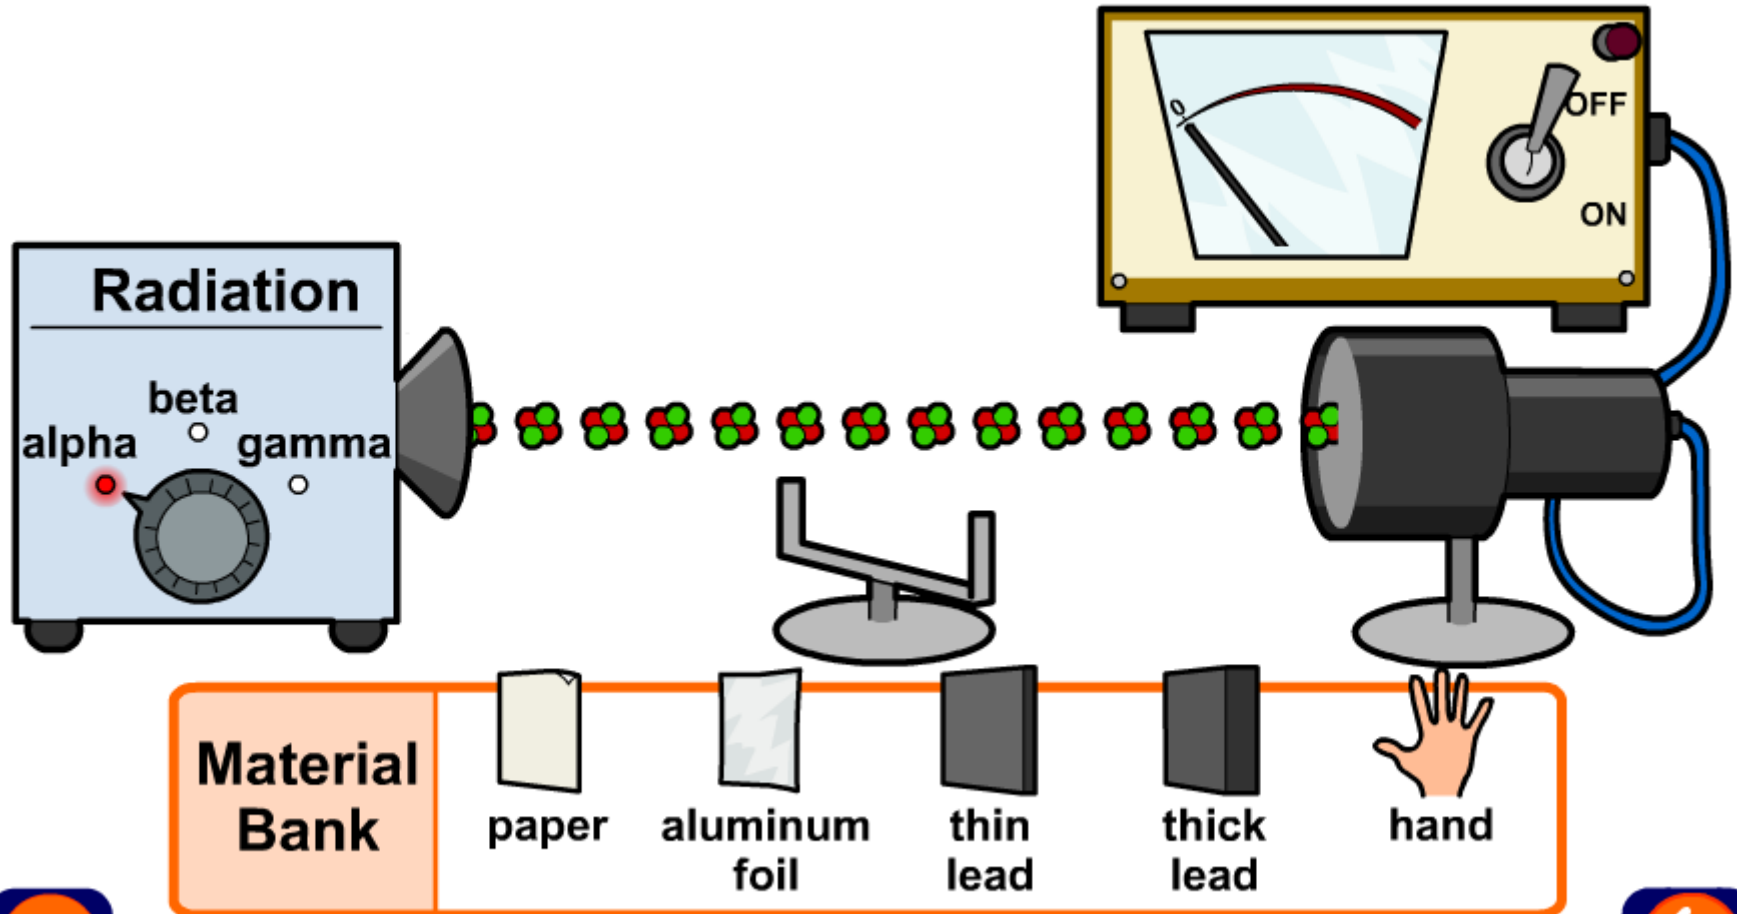 0
OFF
ON
Radiation
beta
alpha
gamma
Material
Bank
paper
aluminum
foil
thin
lead
thick
lead
hand